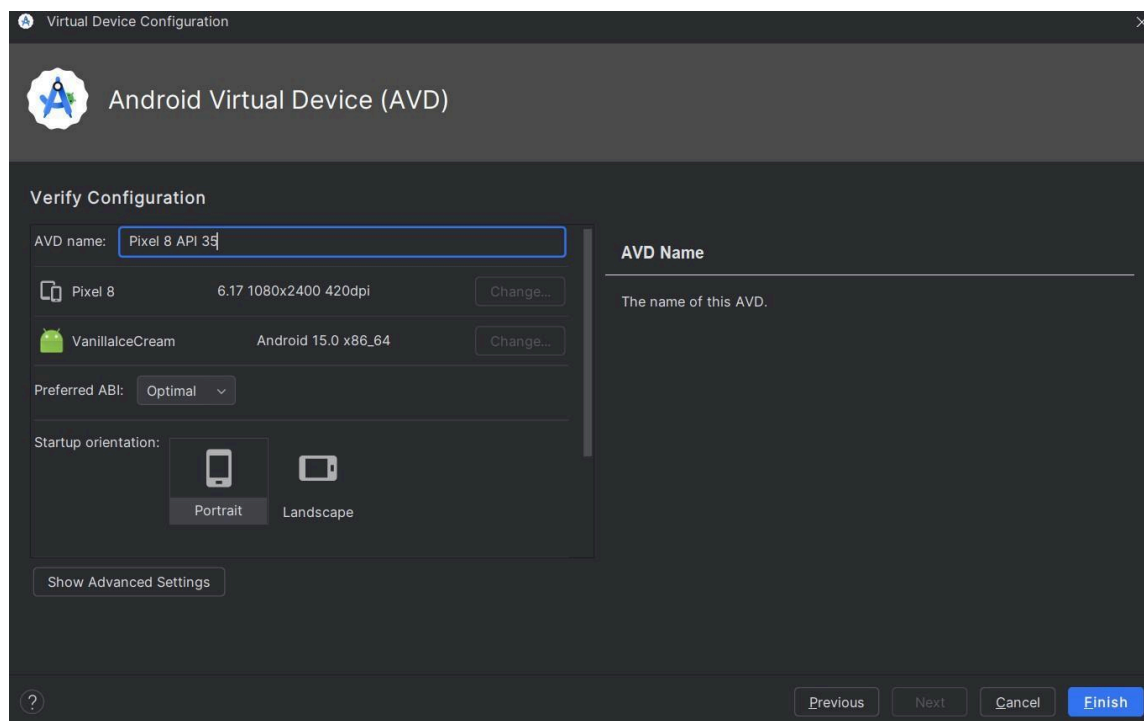 Virtual Device Configuration
Android Virtual Device (AVD)
Verify Configuration
AVD name: Pixel 8 API 35
Pixel 8 6.17 1080x2400 420dpi Change...
VanillaIceCream Android 15.0 x86_64 Change...
Preferred ABI: Optimal
Startup orientation:
Portrait
Landscape
Show Advanced Settings
AVD Name
The name of this AVD.
?
Previous Next Cancel Finish